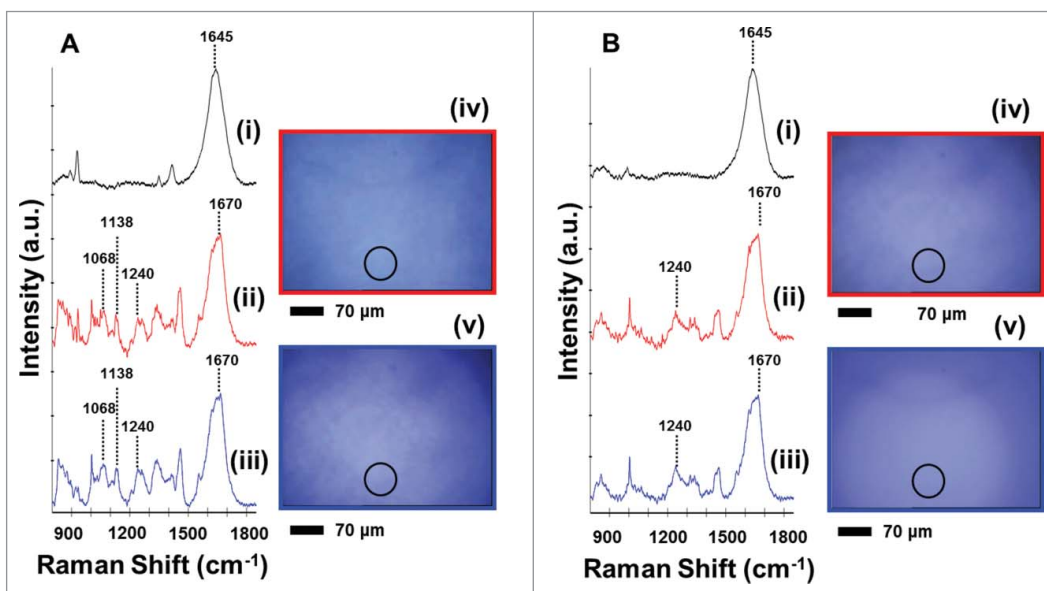 A
1645
(i)
(iv)
1670
1138
1068
1240
(ii)
70 µm
(v)
1670
1138
1068
1240
(iii)
70 µm
Intensity (a.u.)
900 1200 1500 1800
Raman Shift (cm-1)
B
1645
(i)
(iv)
1670
1240
(ii)
70 µm
(v)
1670
1240
(iii)
70 µm
Intensity (a.u.)
900 1200 1500 1800
Raman Shift (cm-1)